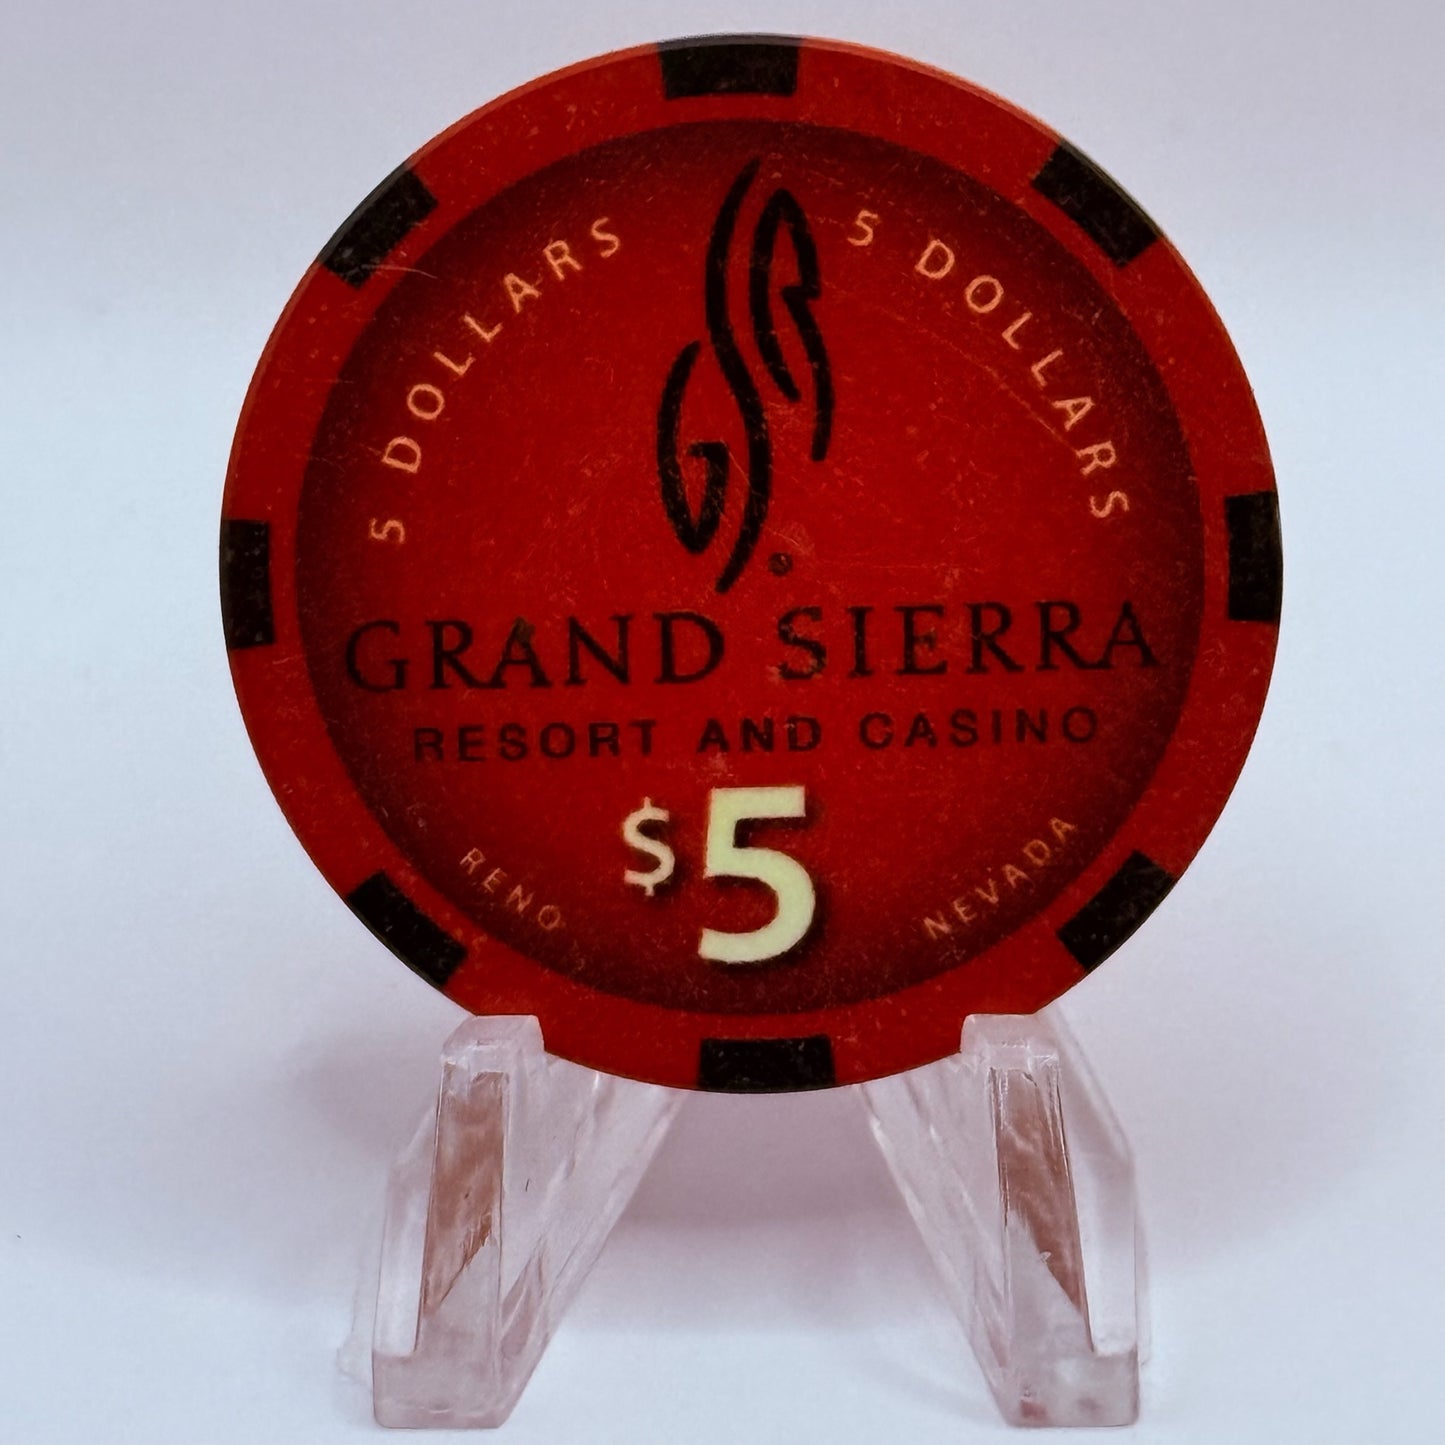 5 DOLLARS
5 DOLLARS
GSR
GRAND SIERRA
RESORT AND CASINO
$5
RENO
NEVADA